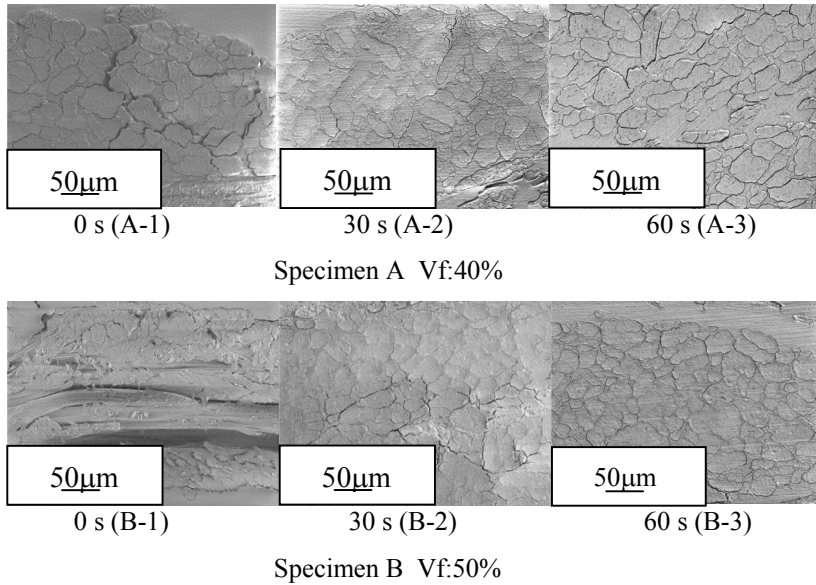 50μm 50μm 50μm
0 s (A-1) 30 s (A-2) 60 s (A-3)
Specimen A Vf:40%
50μm 50μm 50μm
0 s (B-1) 30 s (B-2) 60 s (B-3)
Specimen B Vf:50%